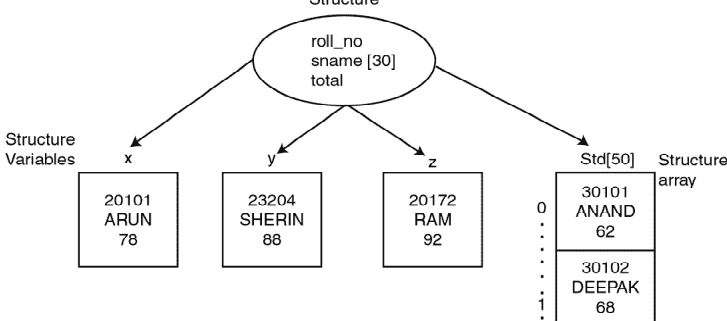 Structure
roll_no
sname [30]
total
Structure
Variables
x
y
z
Std[50]
Structure
array
20101
ARUN
78
23204
SHERIN
88
20172
RAM
92
0
30101
ANAND
62
1
30102
DEEPAK
68